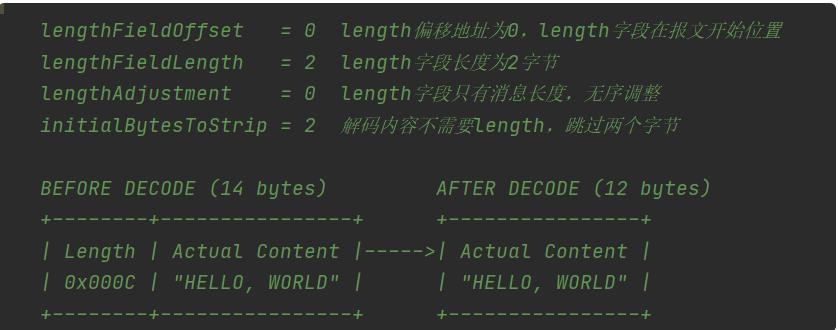 lengthFieldOffset   = 0  length偏移地址为0，length字段在报文开始位置
lengthFieldLength   = 2  length字段长度为2字节
lengthAdjustment    = 0  length字段只有消息长度，无序调整
initialBytesToStrip = 2  解码内容不需要length，跳过两个字节
BEFORE DECODE (14 bytes)         AFTER DECODE (12 bytes)
+--------+----------------+      +----------------+
| Length | Actual Content |----->| Actual Content |
| 0x000C | "HELLO, WORLD" |      | "HELLO, WORLD" |
+--------+----------------+      +----------------+